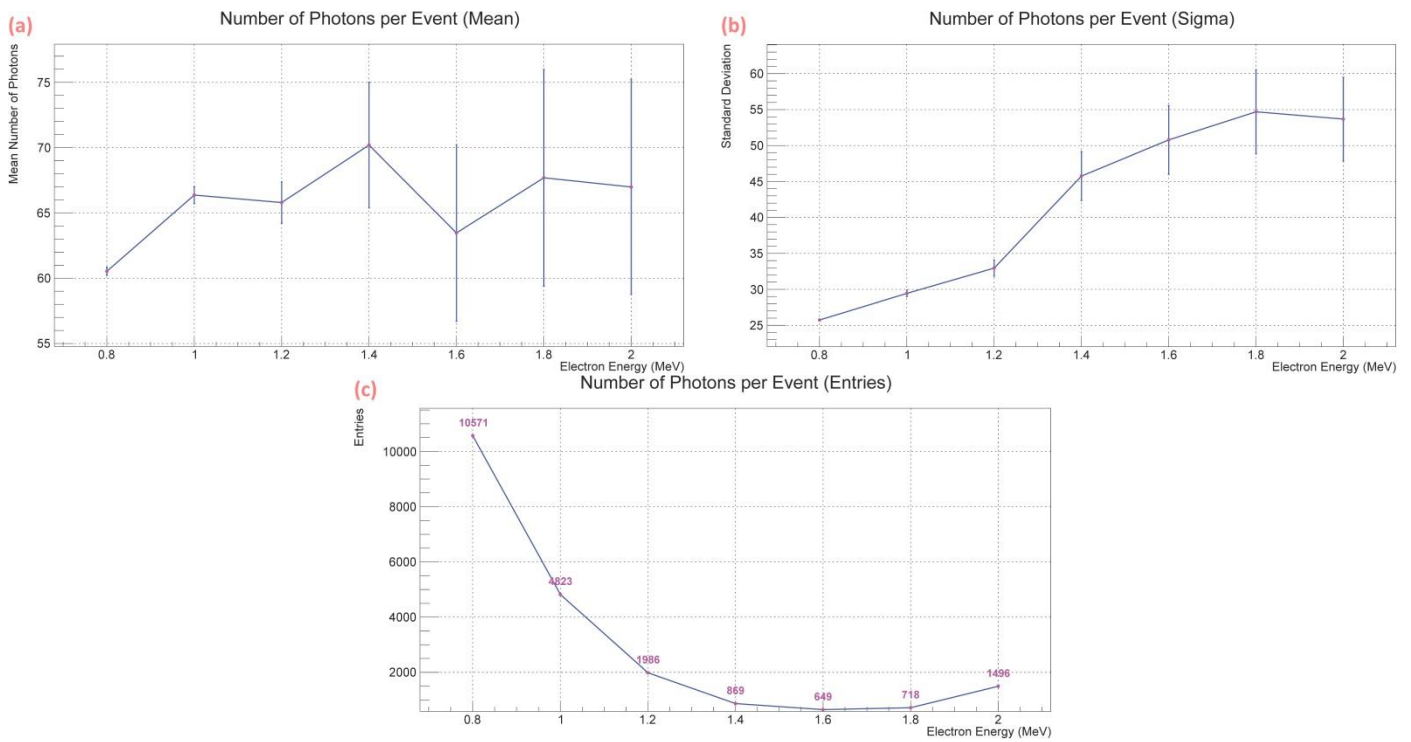 (a)
Number of Photons per Event (Mean)
Mean Number of Photons
75
70
65
60
55
0.8 1 1.2 1.4 1.6 1.8 2
Electron Energy (MeV)
(b)
Number of Photons per Event (Sigma)
Standard Deviation
60
55
50
45
40
35
30
25
0.8 1 1.2 1.4 1.6 1.8 2
Electron Energy (MeV)
(c)
Number of Photons per Event (Entries)
Entries
10000
8000
6000
4000
2000
10571
4823
1986
869
649
718
1496
0.8 1 1.2 1.4 1.6 1.8 2
Electron Energy (MeV)